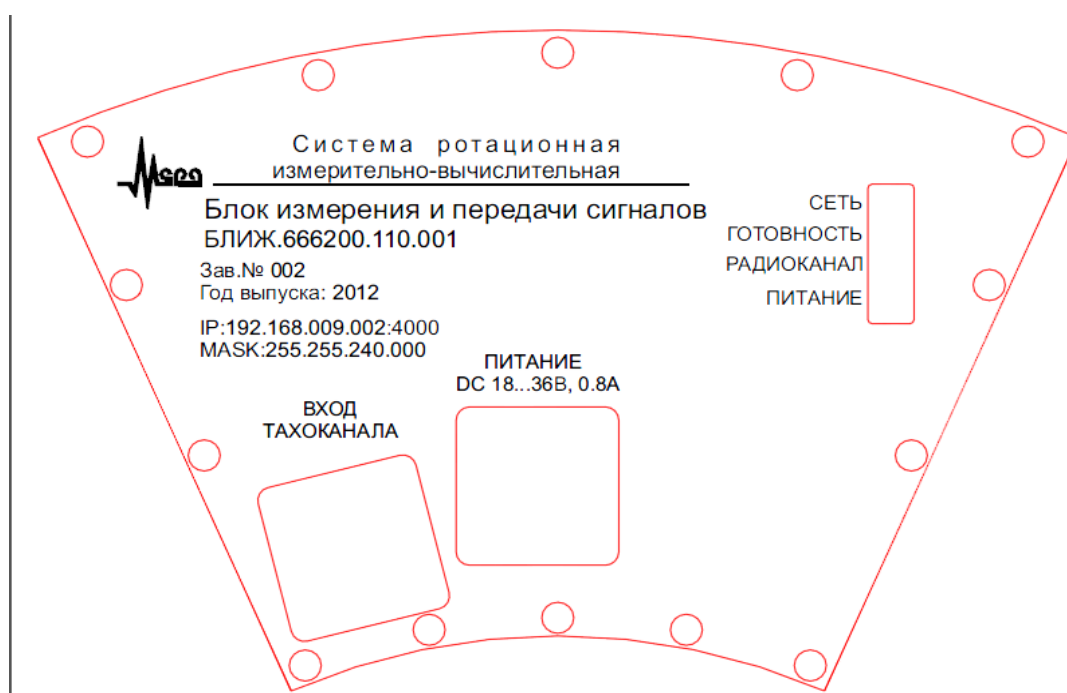 Система ротационная
измерительно-вычислительная
Блок измерения и передачи сигналов
БЛИЖ.666200.110.001
Зав.№ 002
Год выпуска: 2012
IP:192.168.009.002:4000
MASK:255.255.240.000
СЕТЬ
ГОТОВНОСТЬ
РАДИОКАНАЛ
ПИТАНИЕ
ПИТАНИЕ
DC 18...36В, 0.8А
ВХОД
ТАХОКАНАЛА